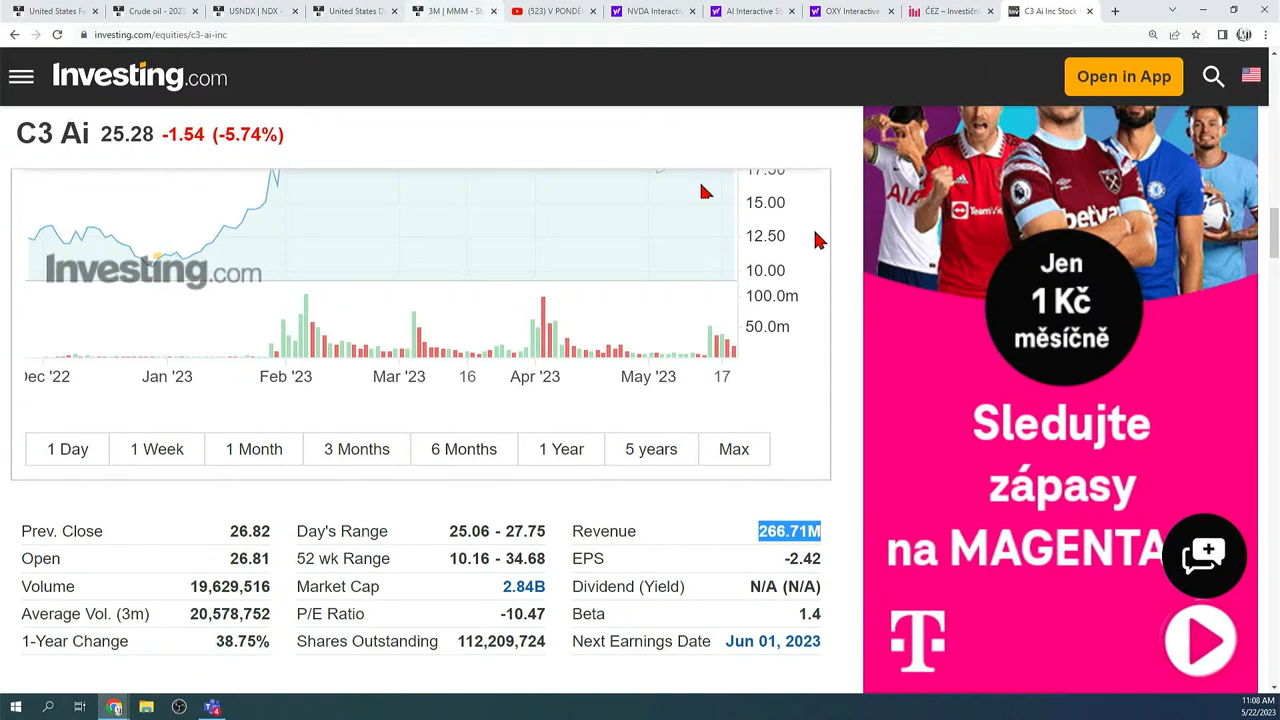 United States Fe
Crude oil - 2023
USNDX | NDX -
United States D
3M | MMM - st
(523) V PONDĚL
NVDA Interactiv
AI Interactive St
OXY Interactive
ČEZ – Investičn
C3 Ai Inc Stock
investing.com/equities/c3-ai-inc
Investing.com
Open in App
C3 Ai 25.28 -1.54 (-5.74%)
17.50
15.00
12.50
10.00
100.0m
50.0m
Investing.com
Dec '22 Jan '23 Feb '23 Mar '23 16 Apr '23 May '23 17
1 Day 1 Week 1 Month 3 Months 6 Months 1 Year 5 years Max
Prev. Close 26.82 Day's Range 25.06 - 27.75 Revenue 266.71M
Open 26.81 52 wk Range 10.16 - 34.68 EPS -2.42
Volume 19,629,516 Market Cap 2.84B Dividend (Yield) N/A (N/A)
Average Vol. (3m) 20,578,752 P/E Ratio -10.47 Beta 1.4
1-Year Change 38.75% Shares Outstanding 112,209,724 Next Earnings Date Jun 01, 2023
AIA
TeamV
betway
Jen
1 Kč
měsíčně
Sledujte
zápasy
na MAGENTA
T
11:08 AM
5/22/2023